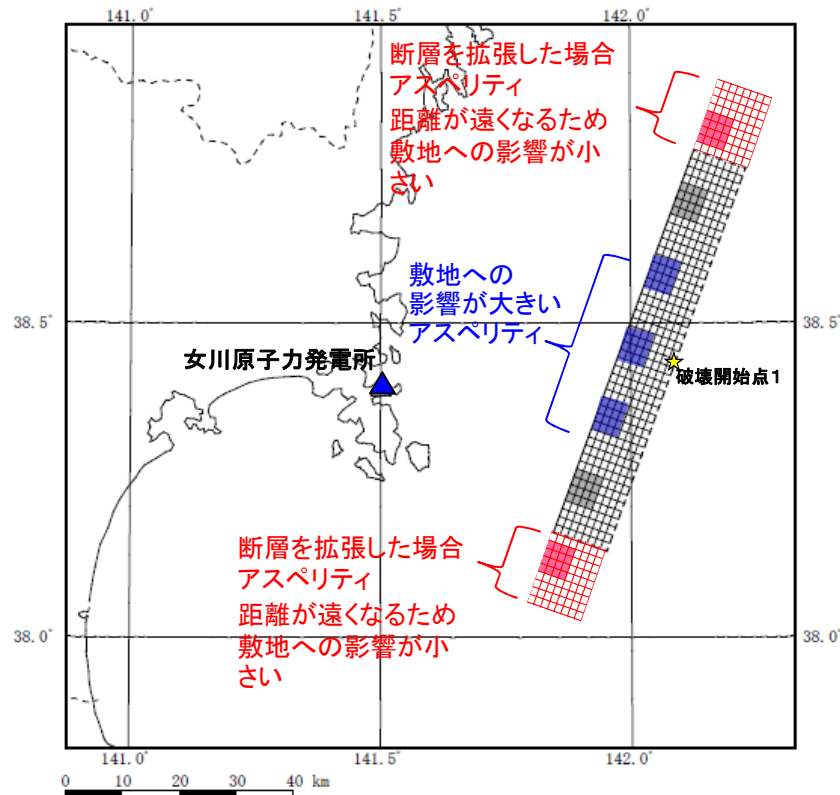 141.0°
141.5°
142.0°
断層を拡張した場合
アスペリティ
距離が遠くなるため
敷地への影響が小
さい
敷地への
影響が大きい
アスペリティ
38.5°
38.5°
女川原子力発電所
破壊開始点1
断層を拡張した場合
アスペリティ
距離が遠くなるため
敷地への影響が小
さい
38.0°
38.0°
141.0°
141.5°
142.0°
0 10 20 30 40 km